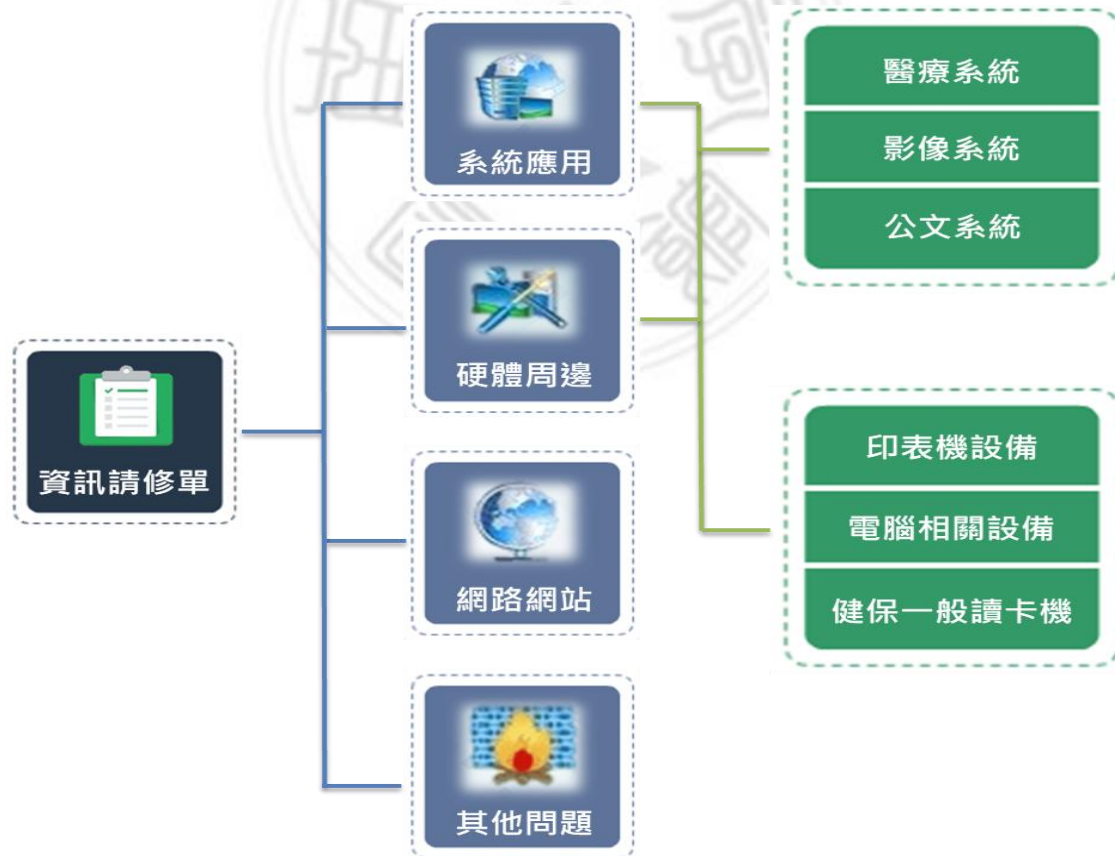 資訊請修單
系統應用
硬體周邊
網路網站
其他問題
醫療系統
影像系統
公文系統
印表機設備
電腦相關設備
健保一般讀卡機